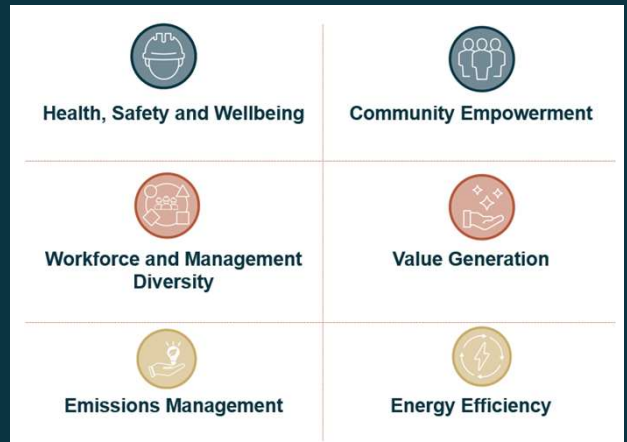 Health, Safety and Wellbeing
Community Empowerment
Workforce and Management
Diversity
Value Generation
Emissions Management
Energy Efficiency